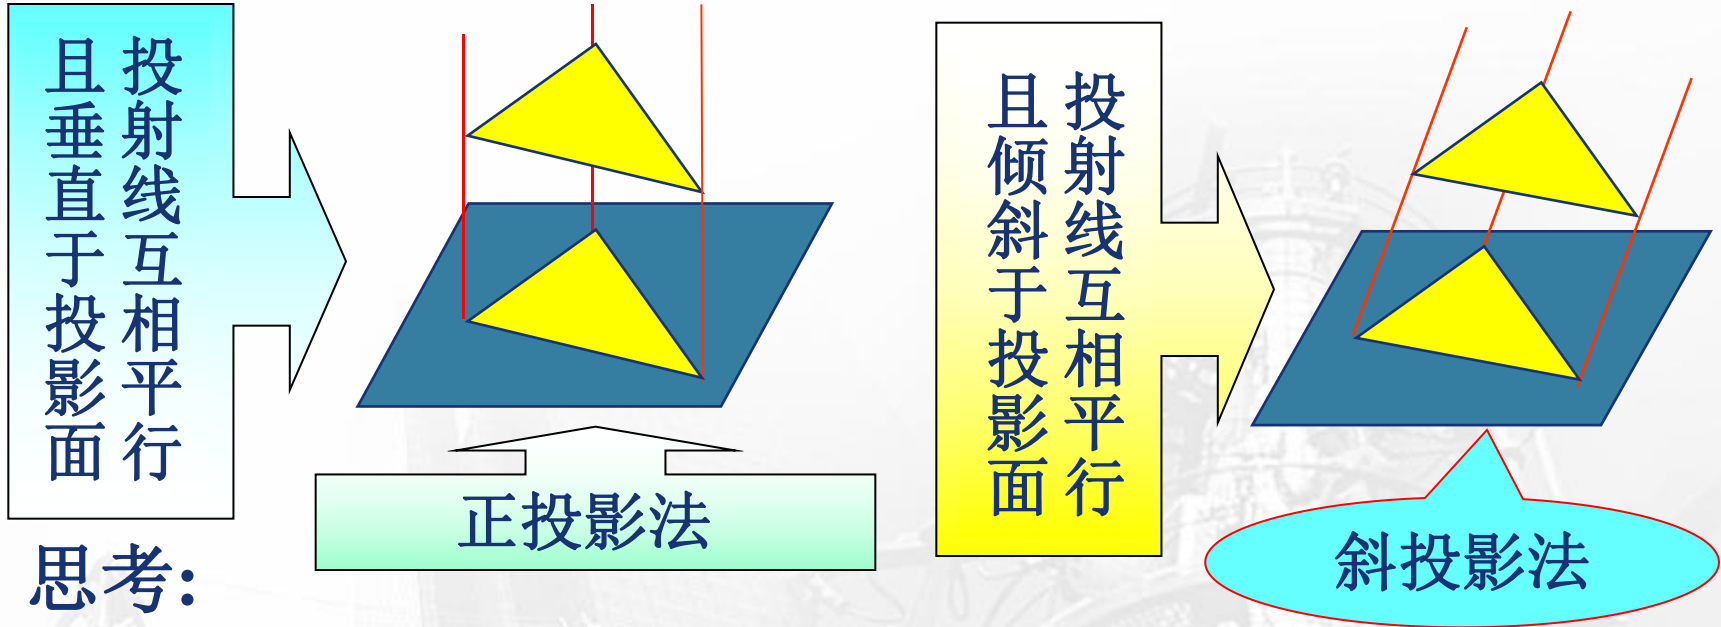 投射线互相平行
且垂直于投影面
正投影法
投射线互相平行
且倾斜于投影面
斜投影法
思考: